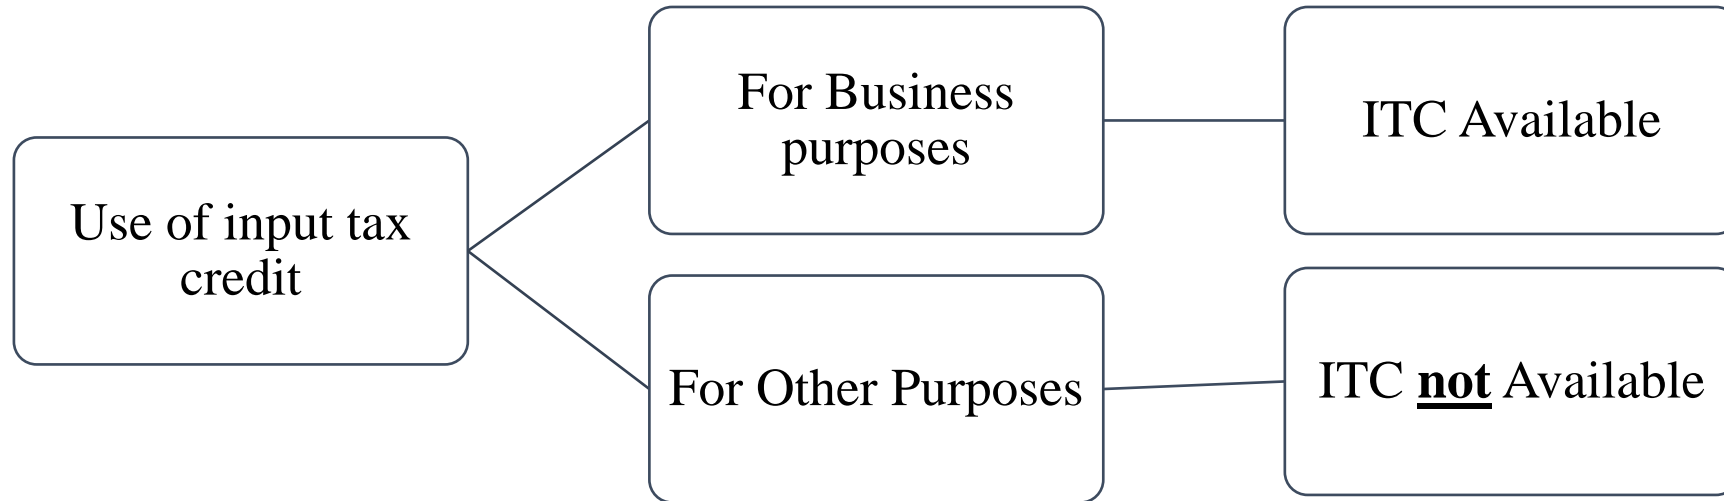 Use of input tax
credit
For Business
purposes
ITC Available
For Other Purposes
ITC not Available